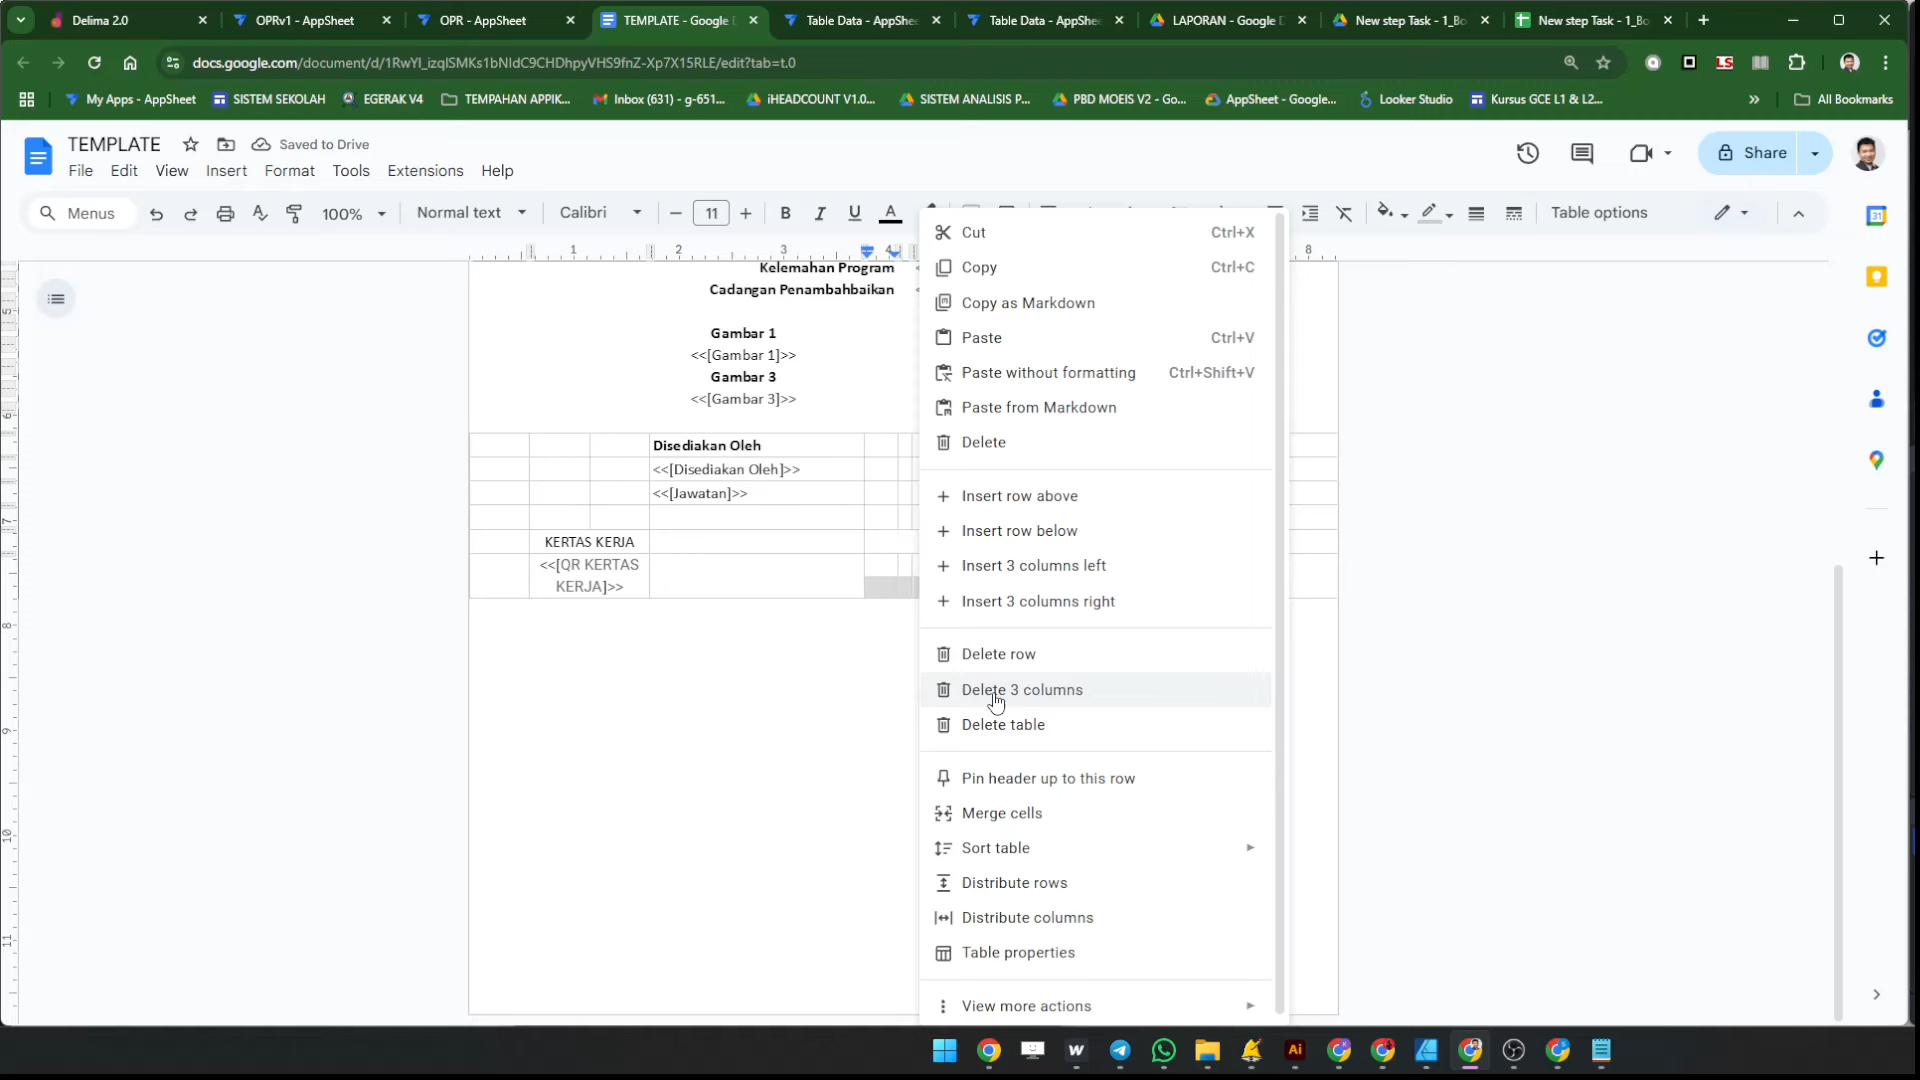 Delima 2.0
OPRv1 - AppSheet
OPR - AppSheet
TEMPLATE - Google D
Table Data - AppShe
Table Data - AppShe
LAPORAN - Google D
New step Task - 1_Bo
New step Task - 1_Bo
docs.google.com/document/d/1RwYI_izqlSMKs1bNIdC9CHDhpyVHS9fnZ-Xp7X15RLE/edit?tab=t.0
My Apps - AppSheet
SISTEM SEKOLAH
EGERAK V4
TEMPAHAN APPIK...
Inbox (631) - g-651...
iHEADCOUNT V1.0...
SISTEM ANALISIS P...
PBD MOEIS V2 - Go...
AppSheet - Google...
Looker Studio
Kursus GCE L1 & L2...
All Bookmarks
TEMPLATE
Saved to Drive
Share
File Edit View Insert Format Tools Extensions Help
Menus
100%
Normal text
Calibri
11
Table options
1 2 3 4 8
Kelemahan Program
Cadangan Penambahbaikan
Gambar 1
<<[Gambar 1]>>
Gambar 3
<<[Gambar 3]>>
Disediakan Oleh
<<[Disediakan Oleh]>>
<<[Jawatan]>>
KERTAS KERJA
<<[QR KERTAS
KERJA]>>
Cut Ctrl+X
Copy Ctrl+C
Copy as Markdown
Paste Ctrl+V
Paste without formatting Ctrl+Shift+V
Paste from Markdown
Delete
Insert row above
Insert row below
Insert 3 columns left
Insert 3 columns right
Delete row
Delete 3 columns
Delete table
Pin header up to this row
Merge cells
Sort table
Distribute rows
Distribute columns
Table properties
View more actions